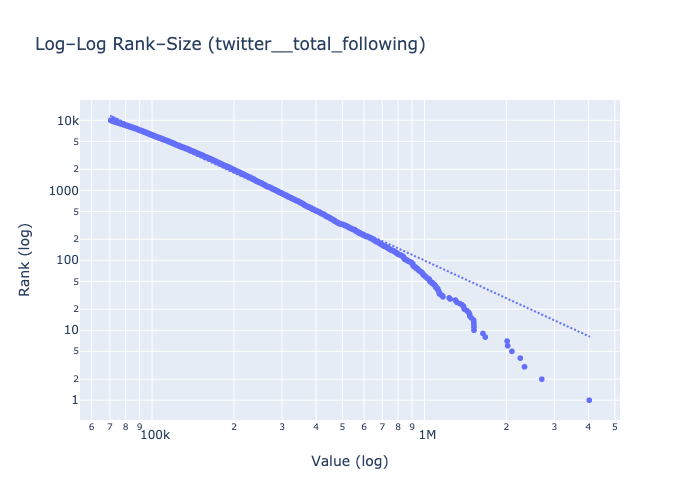 Log–Log Rank–Size (twitter__total_following)
Rank (log)
10k
5
2
1000
5
2
100
5
2
10
5
2
1
6 7 8 9 100k 2 3 4 5 6 7 8 9 1M 2 3 4 5
Value (log)